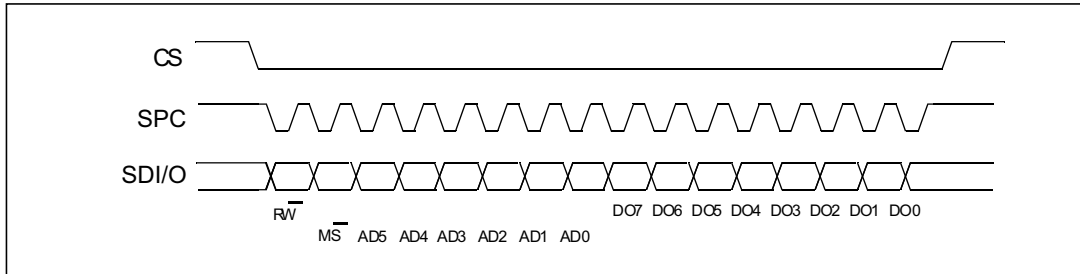 CS
SPC
SDI/O
RW DO7 DO6 DO5 DO4 DO3 DO2 DO1 DO0
MS AD5 AD4 AD3 AD2 AD1 AD0